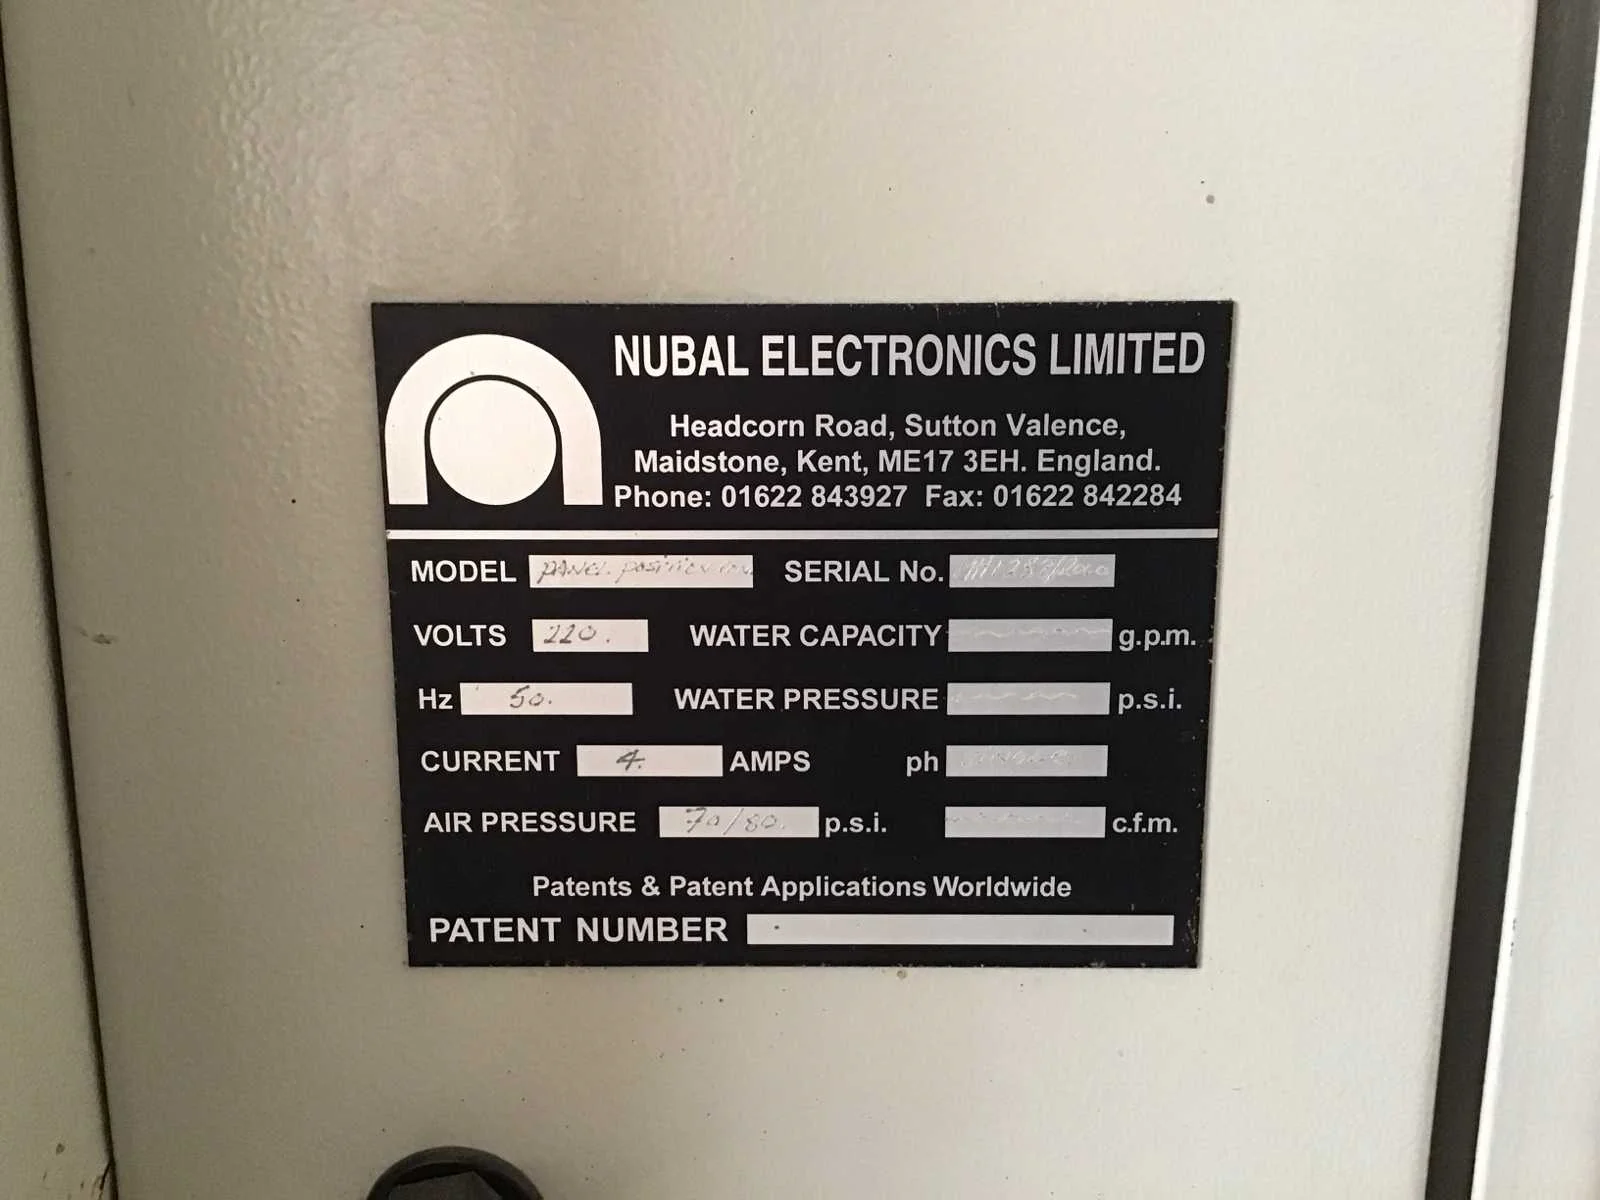 NUBAL ELECTRONICS LIMITED
Headcorn Road, Sutton Valence,
Maidstone, Kent, ME17 3EH. England.
Phone: 01622 843927 Fax: 01622 842284
MODEL PANEL SERIAL No.
VOLTS 220. WATER CAPACITY g.p.m.
Hz 50. WATER PRESSURE p.s.i.
CURRENT 4. AMPS ph
AIR PRESSURE 70/80. p.s.i. c.f.m.
Patents & Patent Applications Worldwide
PATENT NUMBER